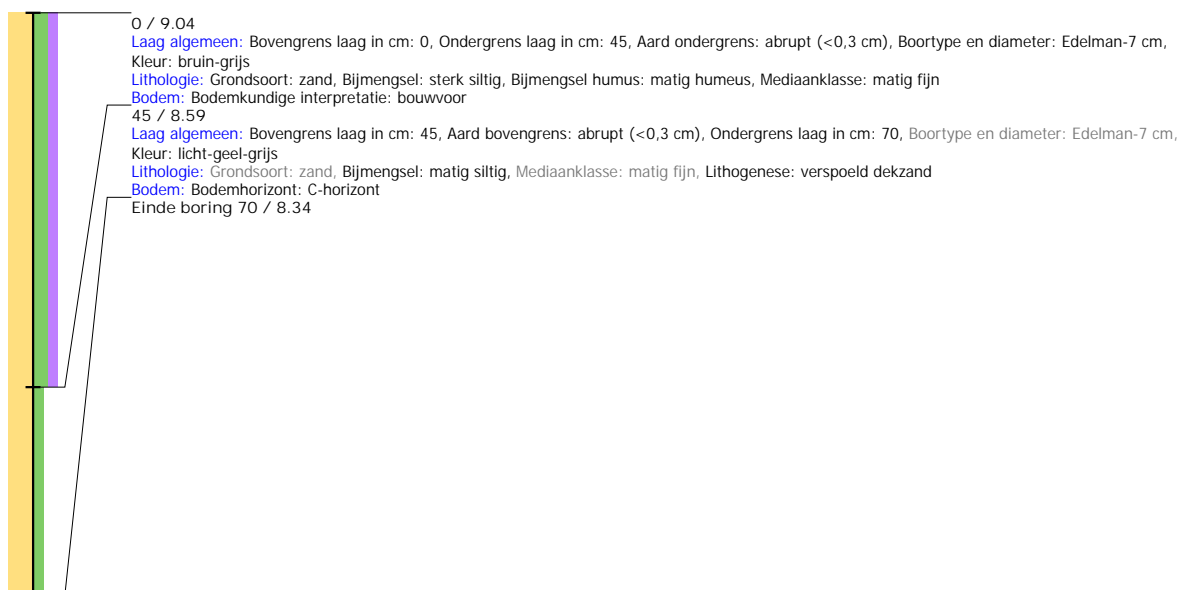 0 / 9.04
Laag algemeen: Bovengrens laag in cm: 0, Ondergrens laag in cm: 45, Aard ondergrens: abrupt (<0,3 cm), Boortype en diameter: Edelman-7 cm,
Kleur: bruin-grijs
Lithologie: Grondsoort: zand, Bijmengsel: sterk siltig, Bijmengsel humus: matig humeus, Mediaanklasse: matig fijn
Bodem: Bodemkundige interpretatie: bouwvoor
45 / 8.59
Laag algemeen: Bovengrens laag in cm: 45, Aard bovengrens: abrupt (<0,3 cm), Ondergrens laag in cm: 70, Boortype en diameter: Edelman-7 cm,
Kleur: licht-geel-grijs
Lithologie: Grondsoort: zand, Bijmengsel: matig siltig, Mediaanklasse: matig fijn, Lithogenese: verspoeld dekzand
Bodem: Bodemhorizont: C-horizont
Einde boring 70 / 8.34